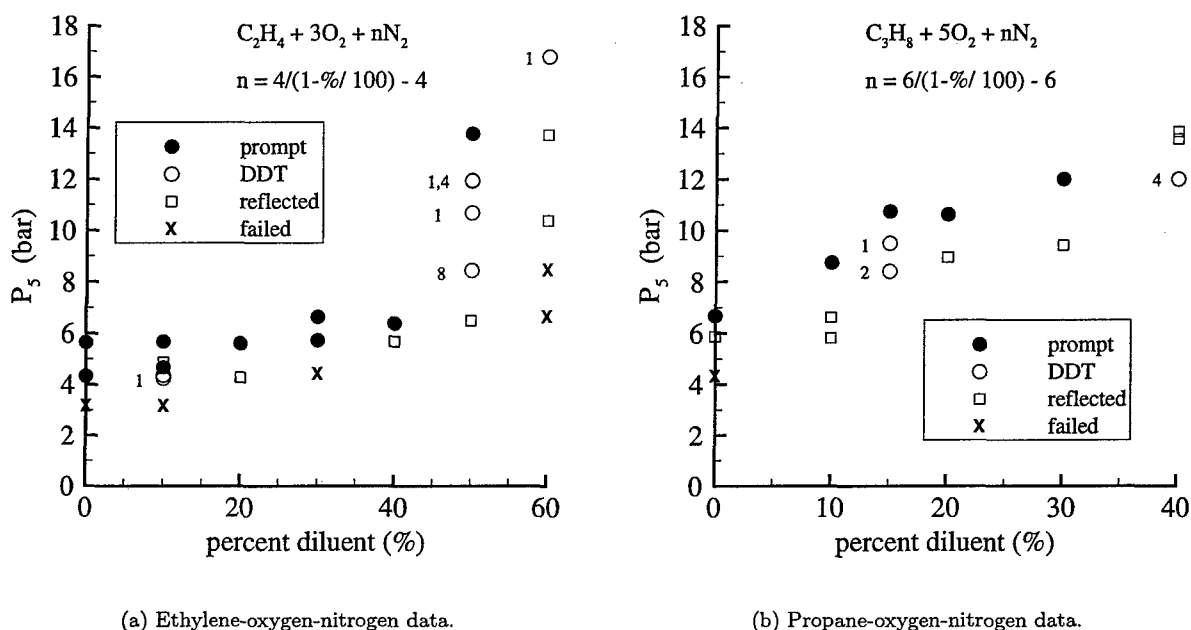 C₂H₄ + 3O₂ + nN₂
n = 4/(1-%/ 100) - 4
prompt
DDT
reflected
x failed
1
1,4
1
8
1
18
16
14
12
10
8
6
4
2
0
P₅ (bar)
0 20 40 60
percent diluent (%)
(a) Ethylene-oxygen-nitrogen data.
C₃H₈ + 5O₂ + nN₂
n = 6/(1-%/ 100) - 6
4
1
2
prompt
DDT
reflected
x failed
18
16
14
12
10
8
6
4
2
0
P₅ (bar)
0 10 20 30 40
percent diluent (%)
(b) Propane-oxygen-nitrogen data.